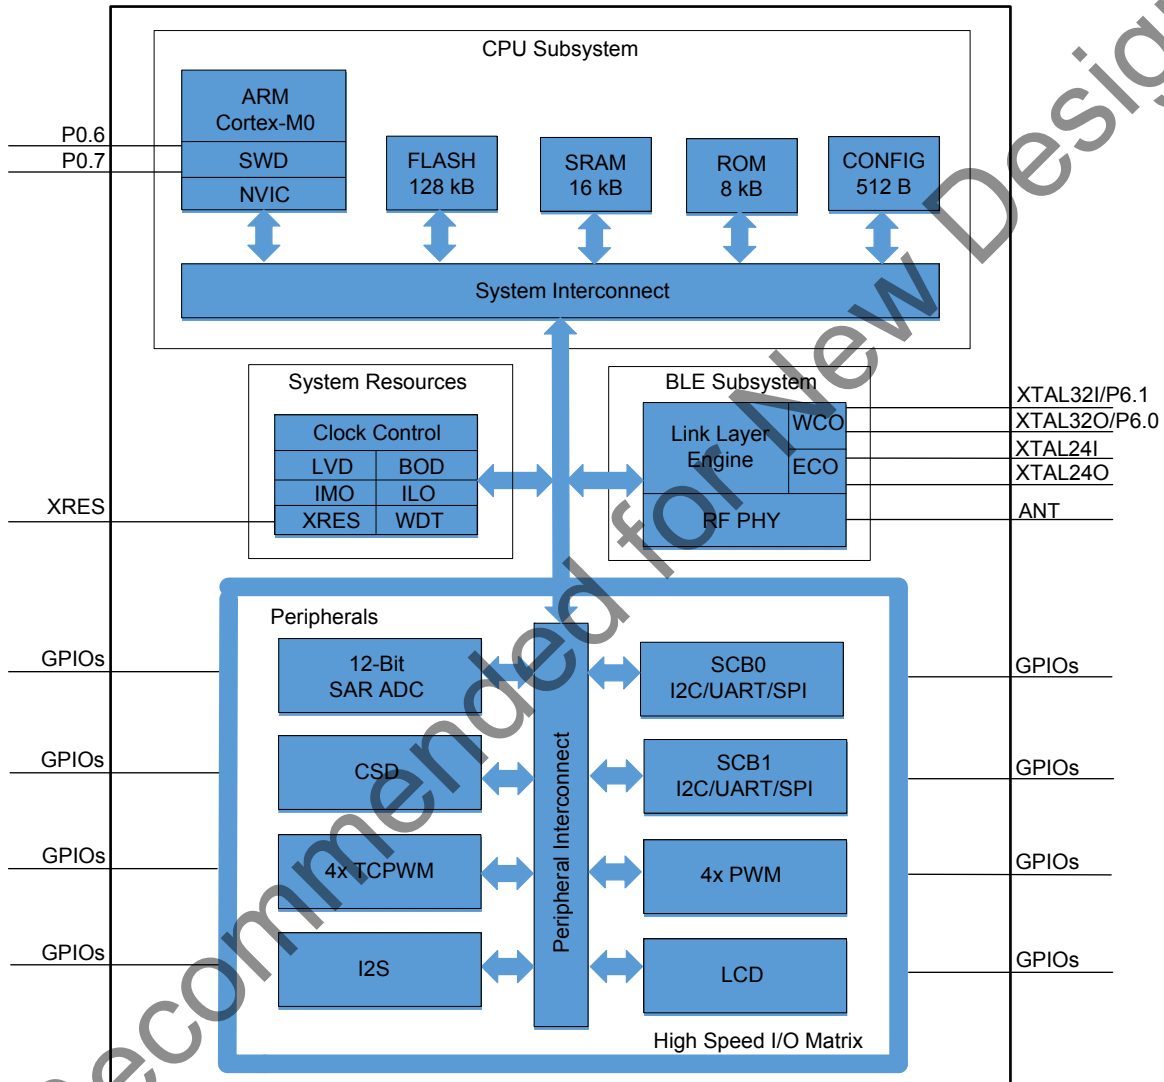 CPU Subsystem
ARM
Cortex-M0
SWD
NVIC
FLASH
128 kB
SRAM
16 kB
ROM
8 kB
CONFIG
512 B
P0.6
P0.7
System Interconnect
System Resources
Clock Control
LVD
BOD
IMO
ILO
XRES
WDT
XRES
BLE Subsystem
Link Layer
Engine
WCO
ECO
RF PHY
XTAL32I/P6.1
XTAL32O/P6.0
XTAL24I
XTAL24O
ANT
Peripherals
12-Bit
SAR ADC
CSD
4x TCPWM
I2S
Peripheral Interconnect
SCB0
I2C/UART/SPI
SCB1
I2C/UART/SPI
4x PWM
LCD
High Speed I/O Matrix
GPIOs
GPIOs
GPIOs
GPIOs
GPIOs
GPIOs
GPIOs
GPIOs
Recommended for New Design